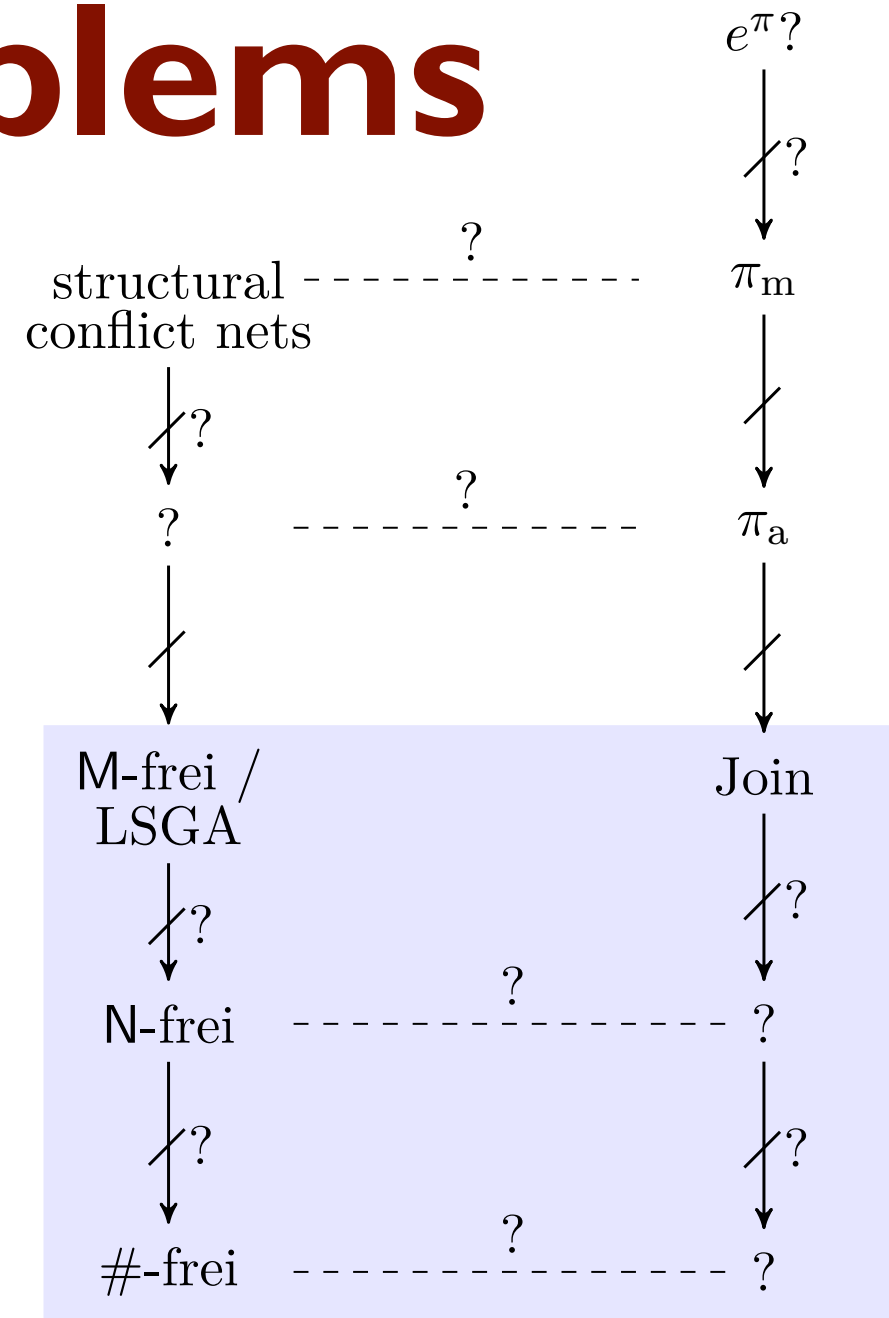 blems
e^π?
?
?
structural
conflict nets
π_m
?
?
?
π_a
M-frei /
LSGA
Join
?
?
?
N-frei
?
?
?
?
#-frei
?